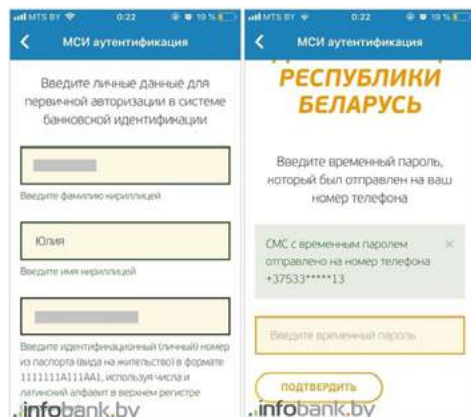 MTS BY 0:22 19 %
МСИ аутентификация
Введите личные данные для
первичной авторизации в системе
банковской идентификации
Введите фамилию кириллицей
Юлия
Введите имя кириллицей
Введите идентификационный (личный) номер
из паспорта (вида на жительство) в формате
1111111A111AA1, используя числа и
латинский алфавит в верхнем регистре
infobank.by
MTS BY 0:22 19 %
МСИ аутентификация
РЕСПУБЛИКИ
БЕЛАРУСЬ
Введите временный пароль,
который был отправлен на ваш
номер телефона
СМС с временным паролем
отправлено на номер телефона
+37533*****13
Введите временный пароль
ПОДТВЕРДИТЬ
infobank.by